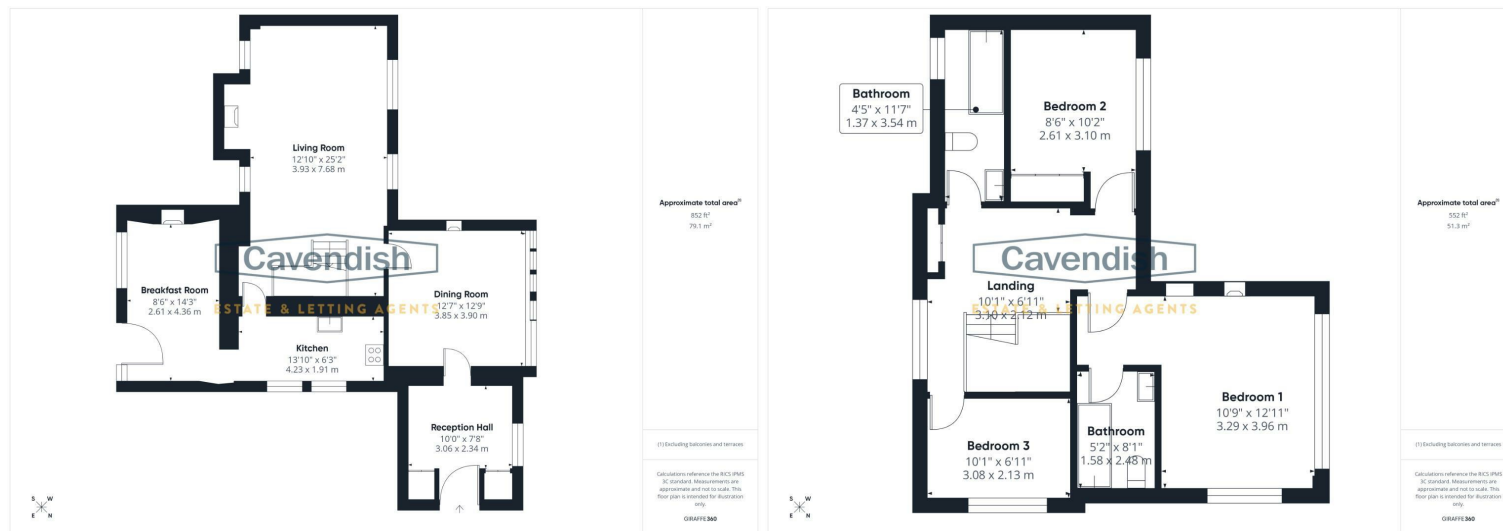 Living Room
12'10" x 25'2"
3.93 x 7.68 m
Cavendish
ESTATE & LETTING AGENTS
Breakfast Room
8'6" x 14'3"
2.61 x 4.36 m
Dining Room
12'7" x 12'9"
3.85 x 3.90 m
Kitchen
13'10" x 6'3"
4.23 x 1.91 m
Reception Hall
10'0" x 7'8"
3.06 x 2.34 m
S W
E N
Approximate total area⁽¹⁾
852 ft²
79.1 m²
(1) Excluding balconies and terraces
Calculations reference the RICS IPMS
3C standard. Measurements are
approximate and not to scale. This
floor plan is intended for illustration
only.
GIRAFFE360
Bathroom
4'5" x 11'7"
1.37 x 3.54 m
Bedroom 2
8'6" x 10'2"
2.61 x 3.10 m
Cavendish
ESTATE & LETTING AGENTS
Landing
10'1" x 6'11"
3.10 x 2.12 m
Bedroom 1
10'9" x 12'11"
3.29 x 3.96 m
Bathroom
5'2" x 8'1"
1.58 x 2.48 m
Bedroom 3
10'1" x 6'11"
3.08 x 2.13 m
S W
E N
Approximate total area⁽¹⁾
552 ft²
51.3 m²
(1) Excluding balconies and terraces
Calculations reference the RICS IPMS
3C standard. Measurements are
approximate and not to scale. This
floor plan is intended for illustration
only.
GIRAFFE360